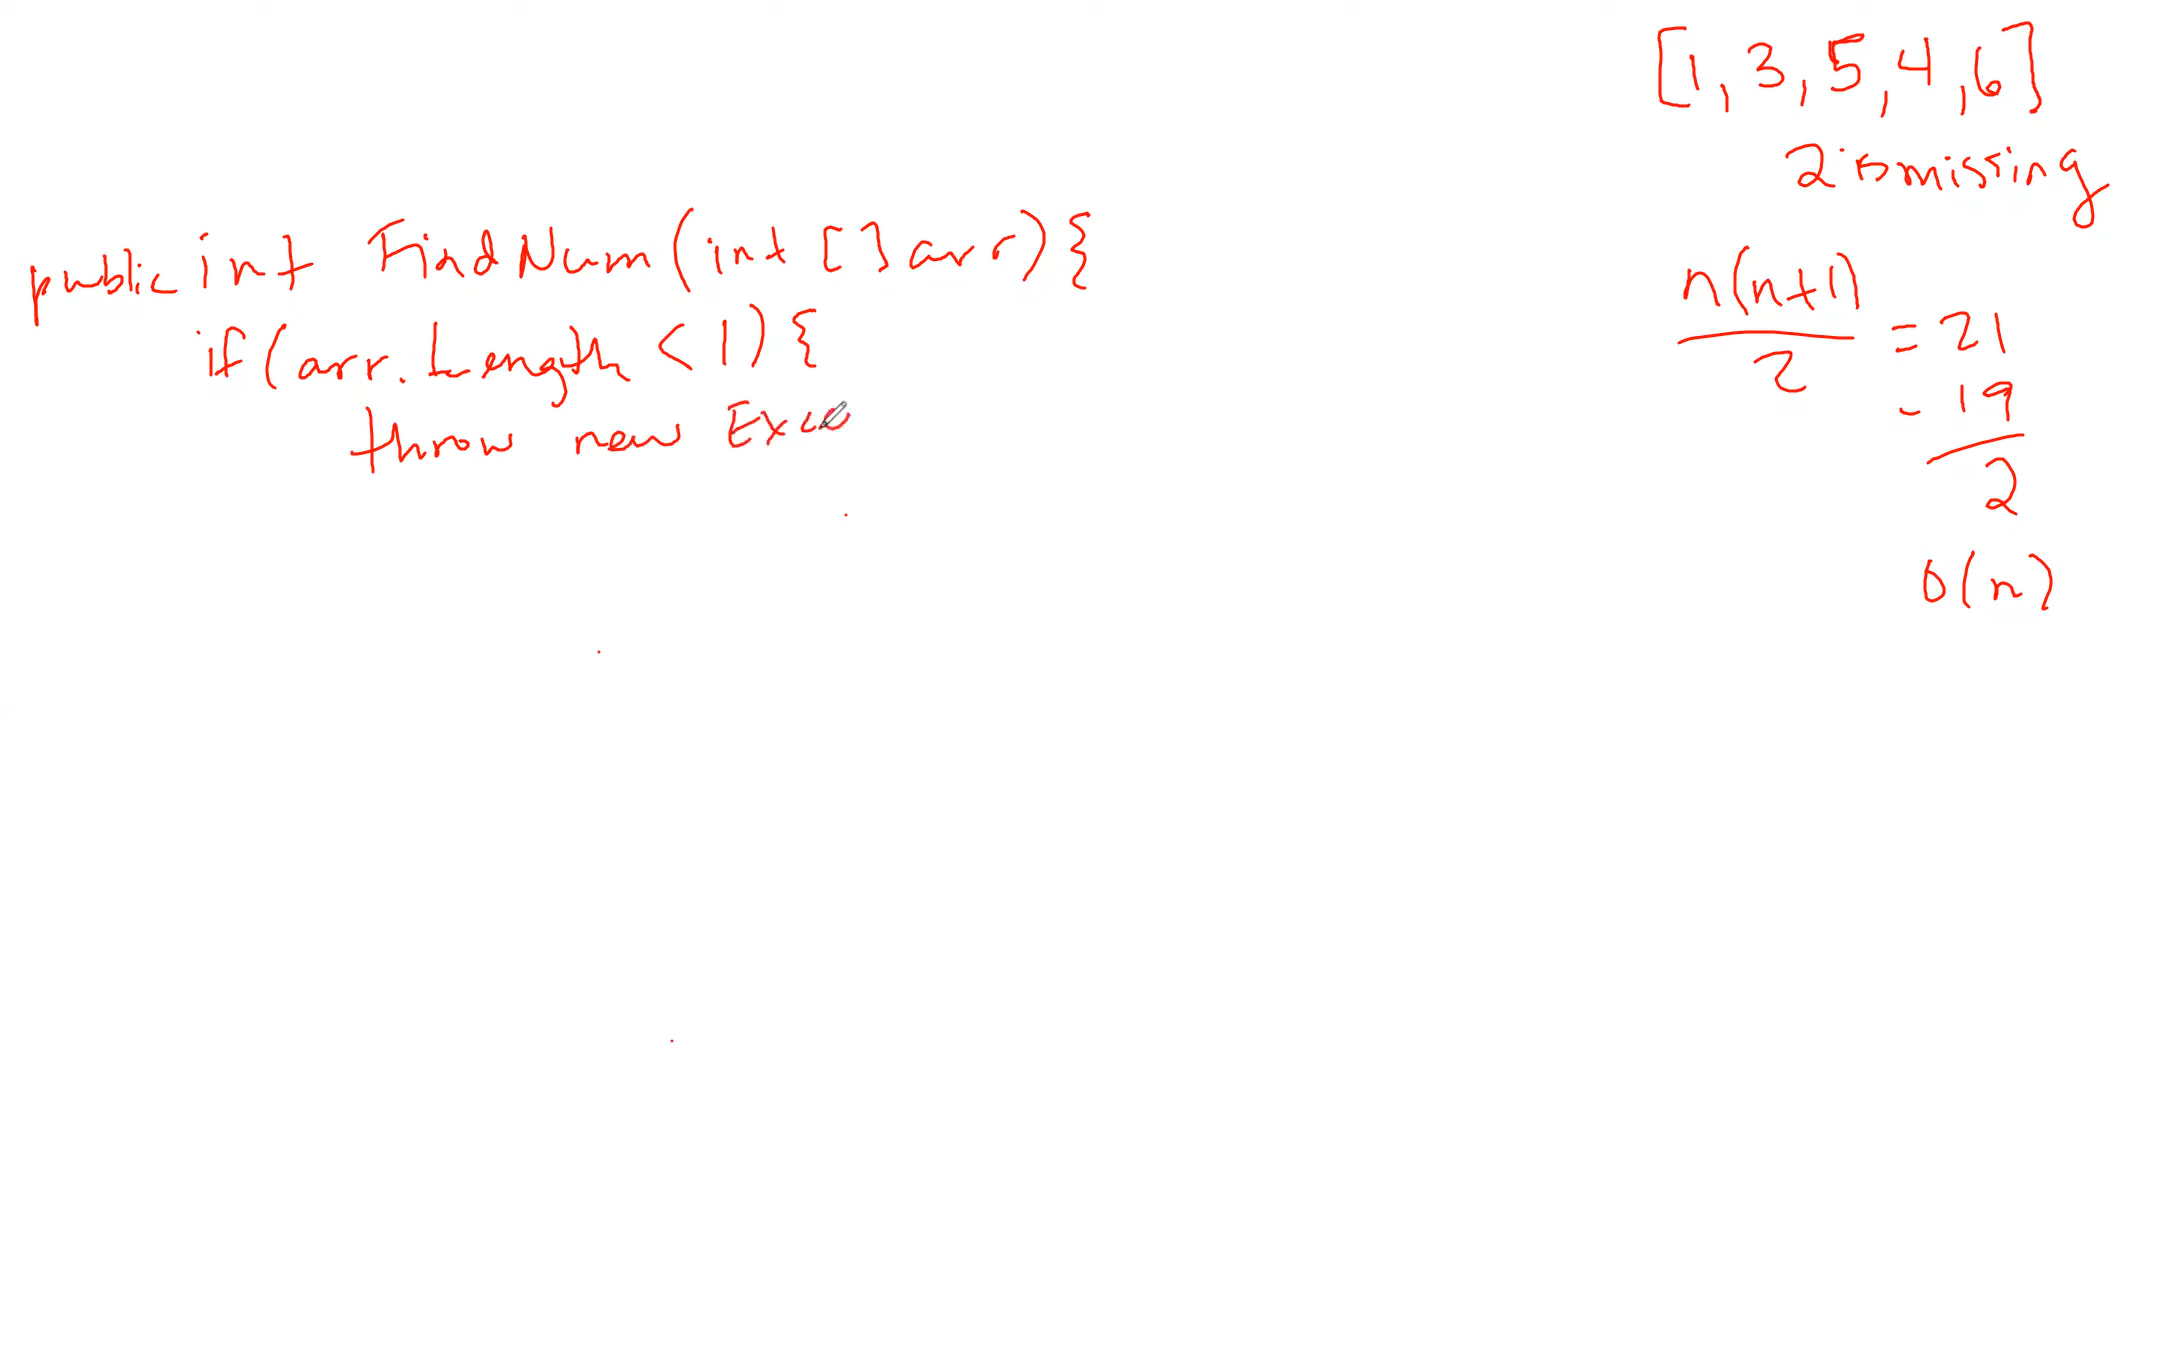 [1, 3, 5, 4, 6]
2 is missing
public int FindNum(int [] arr){
if(arr.Length < 1){
throw new Exce
n(n+1)
2
= 21
- 19
2
O(n)